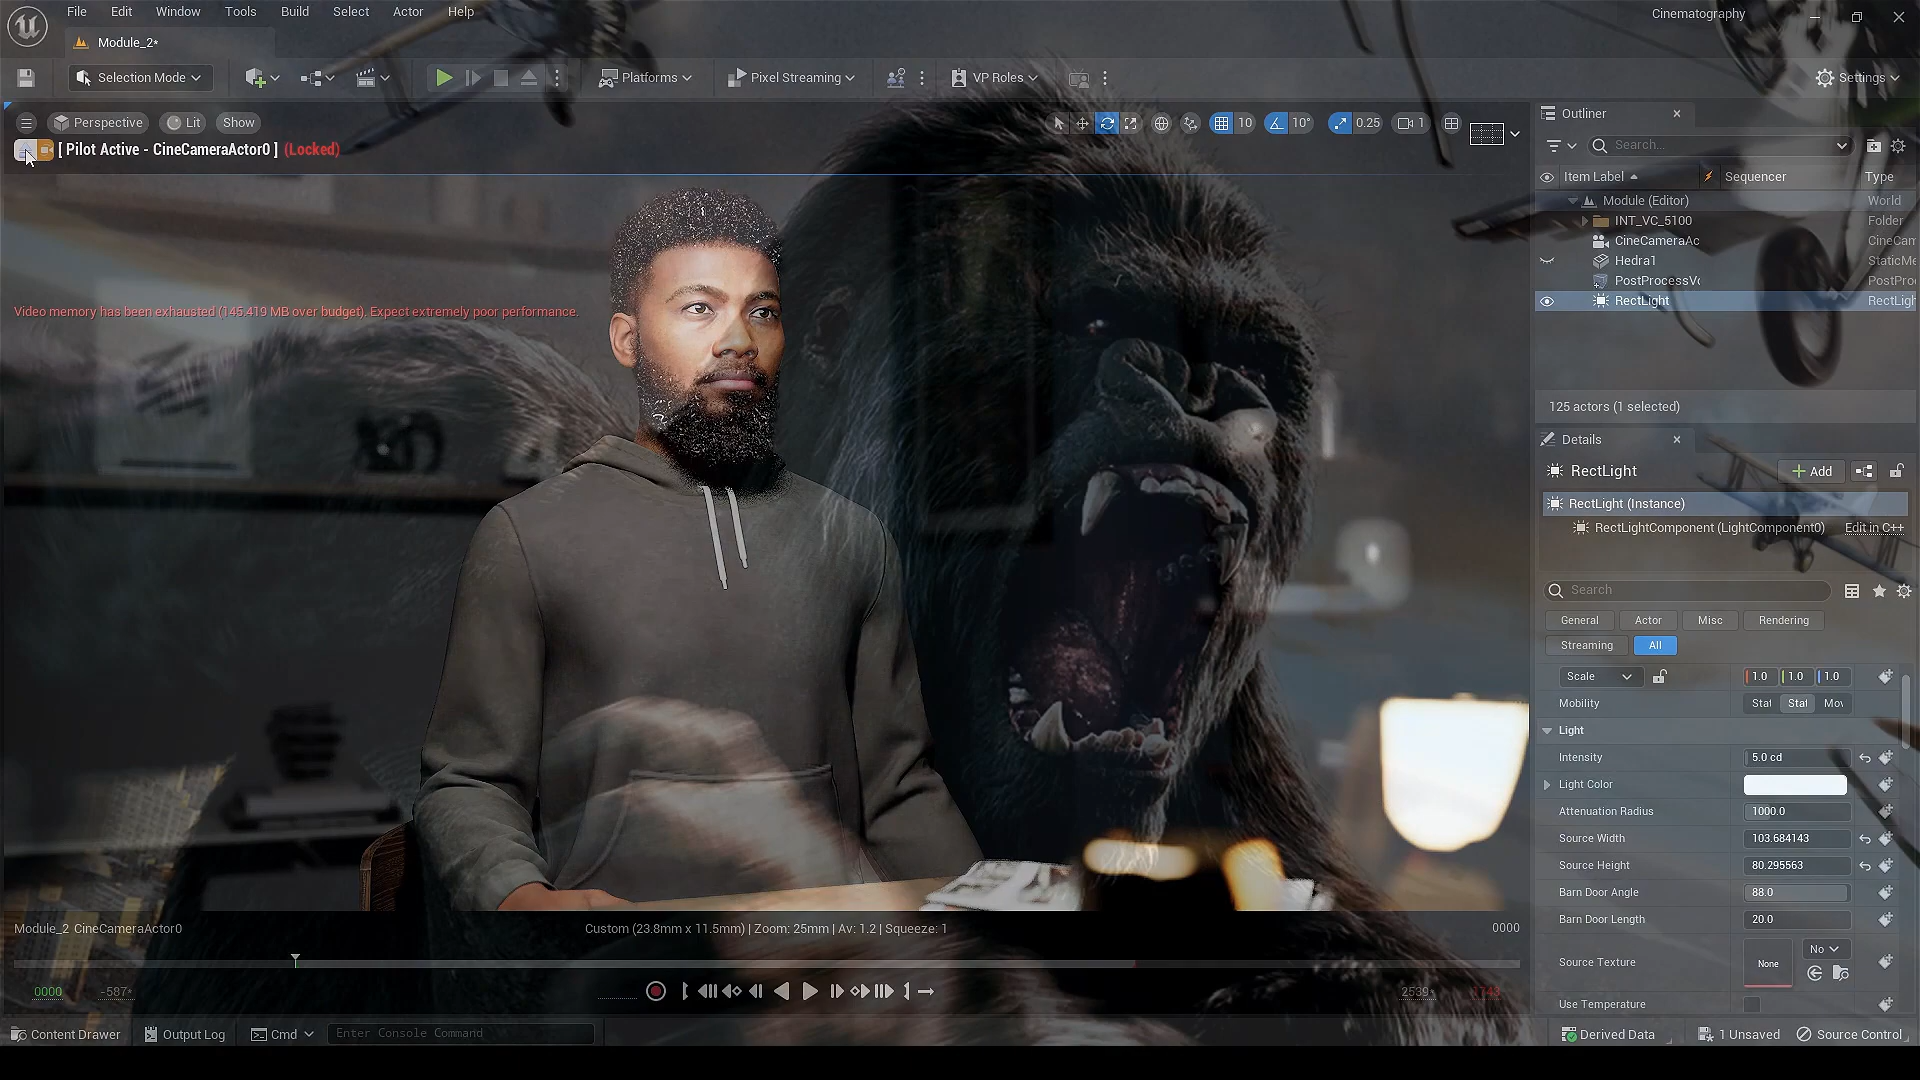 File Edit Window Tools Build Select Actor Help
Cinematography
Module_2*
Selection Mode
Platforms
Pixel Streaming
VP Roles
Settings
Perspective Lit Show
10 10° 0.25 1
[ Pilot Active - CineCameraActor0 ] (Locked)
Video memory has been exhausted (146.419 MB over budget). Expect extremely poor performance.
Outliner
Search...
Item Label Sequencer Type
Module (Editor) World
INT_VC_5100 Folder
CineCameraAc CineCam
Hedra1 StaticMe
PostProcessVo PostProc
RectLight RectLigh
125 actors (1 selected)
Details
RectLight
Add
RectLight (Instance)
RectLightComponent (LightComponent0) Edit in C++
Search
General Actor Misc Rendering
Streaming All
Scale 1.0 1.0 1.0
Mobility Stat Stat Mov
Light
Intensity 5.0 cd
Light Color
Attenuation Radius 1000.0
Source Width 103.684143
Source Height 80.295563
Barn Door Angle 88.0
Barn Door Length 20.0
Source Texture None No
Use Temperature
Module_2 CineCameraActor0
Custom (23.8mm x 11.5mm) | Zoom: 25mm | Av: 1.2 | Squeeze: 1
0000
0000 -587*
2539*
Content Drawer Output Log Cmd Enter Console Command
Derived Data 1 Unsaved Source Control